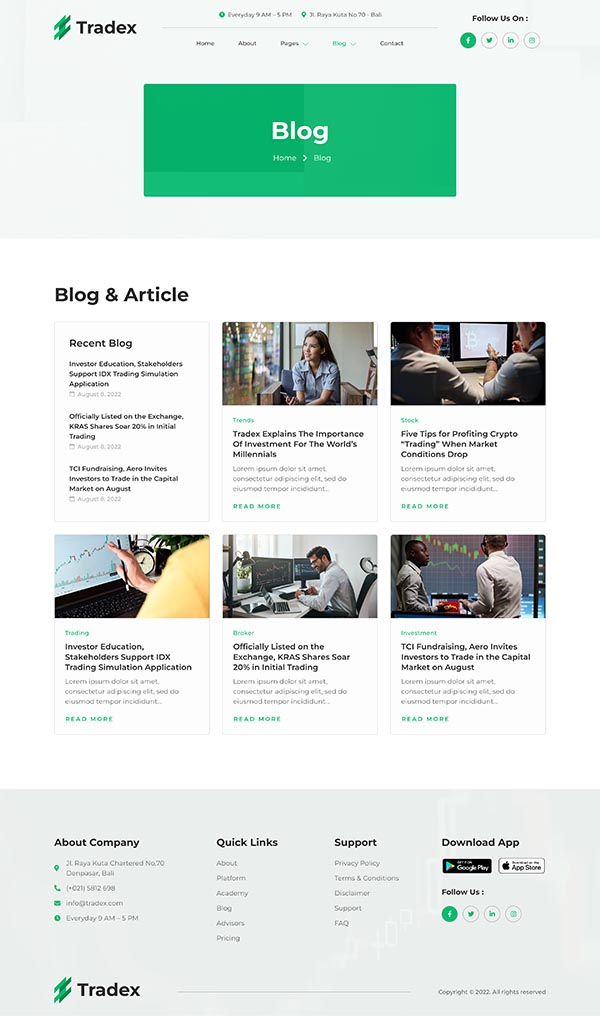 Tradex
Everyday 9 AM – 5 PM
Jl. Raya Kuta No.70 - Bali
Follow Us On :
Home
About
Pages
Blog
Contact
Blog
Home
Blog
Blog & Article
Recent Blog
Investor Education, Stakeholders
Support IDX Trading Simulation
Application
August 8, 2022
Officially Listed on the Exchange,
KRAS Shares Soar 20% in Initial
Trading
August 8, 2022
TCI Fundraising, Aero Invites
Investors to Trade in the Capital
Market on August
August 8, 2022
Trends
Tradex Explains The Importance
Of Investment For The World's
Millennials
Lorem ipsum dolor sit amet,
consectetur adipiscing elit, sed do
eiusmod tempor incididunt...
READ MORE
Stock
Five Tips for Profiting Crypto
"Trading" When Market
Conditions Drop
Lorem ipsum dolor sit amet,
consectetur adipiscing elit, sed do
eiusmod tempor incididunt...
READ MORE
Trading
Investor Education,
Stakeholders Support IDX
Trading Simulation Application
Lorem ipsum dolor sit amet,
consectetur adipiscing elit, sed do
eiusmod tempor incididunt...
READ MORE
Broker
Officially Listed on the
Exchange, KRAS Shares Soar
20% in Initial Trading
Lorem ipsum dolor sit amet,
consectetur adipiscing elit, sed do
eiusmod tempor incididunt...
READ MORE
Investment
TCI Fundraising, Aero Invites
Investors to Trade in the Capital
Market on August
Lorem ipsum dolor sit amet,
consectetur adipiscing elit, sed do
eiusmod tempor incididunt...
READ MORE
About Company
Jl. Raya Kuta Chartered No.70
Denpasar, Bali
(+021) 5812 698
info@tradex.com
Everyday 9 AM – 5 PM
Quick Links
About
Platform
Academy
Blog
Advisors
Pricing
Support
Privacy Policy
Terms & Conditions
Disclaimer
Support
FAQ
Download App
GET IT ON
Google Play
Download on the
App Store
Follow Us :
Tradex
Copyright © 2022. All rights reserved